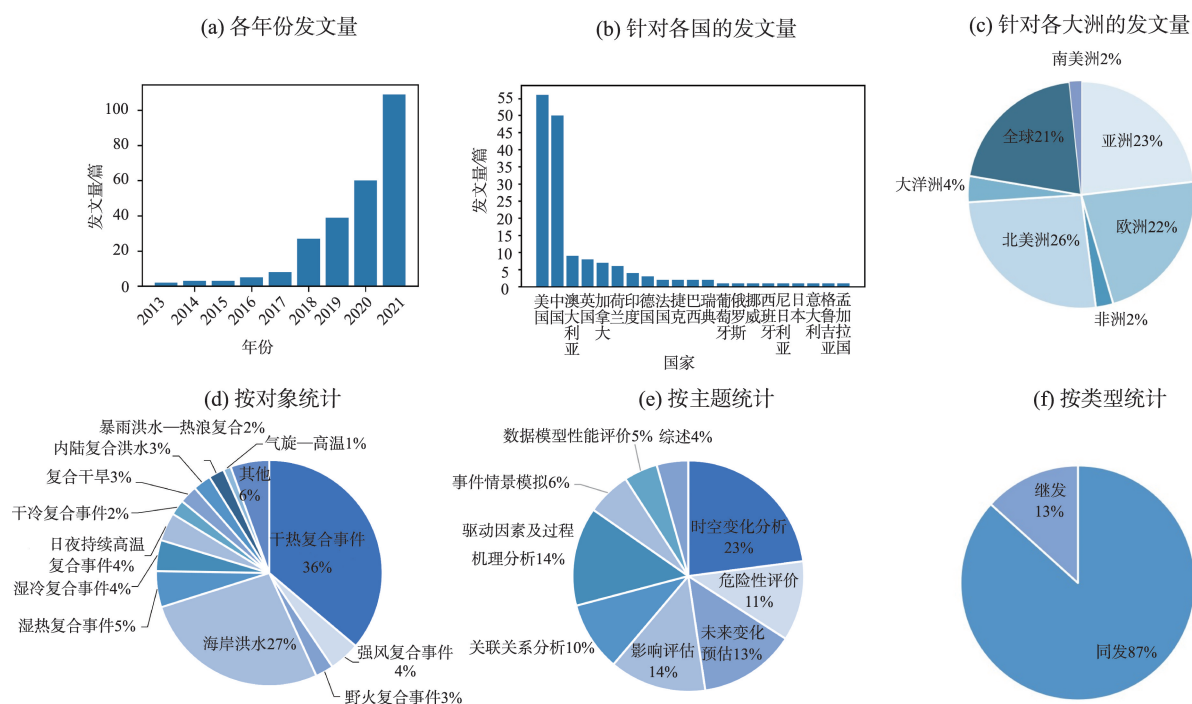 (a) 各年份发文量
发文量/篇
100
80
60
40
20
0
2013
2014
2015
2016
2017
2018
2019
2020
2021
年份
(b) 针对各国的发文量
发文量/篇
55
50
45
40
35
30
25
20
15
10
5
0
美国
中国
澳大利亚
英国
加拿大
荷兰
印度
德国
法国
捷克
巴西
瑞典
葡萄牙
俄罗斯
挪威
西班牙
尼日利亚
日本
意大利
格鲁吉亚
孟加拉国
国家
(c) 针对各大洲的发文量
南美洲2%
亚洲23%
欧洲22%
非洲2%
北美洲26%
大洋洲4%
全球21%
(d) 按对象统计
暴雨洪水—热浪复合2%
内陆复合洪水3%
气旋—高温1%
复合干旱3%
其他
6%
干冷复合事件2%
干热复合事件
36%
日夜持续高温
复合事件4%
湿冷复合事件4%
湿热复合事件5%
海岸洪水27%
强风复合事件
4%
野火复合事件3%
(e) 按主题统计
数据模型性能评价5%
综述4%
事件情景模拟6%
时空变化分析
23%
驱动因素及过程
机理分析14%
危险性评价
11%
关联关系分析10%
影响评估
14%
未来变化
预估13%
(f) 按类型统计
继发
13%
同发87%